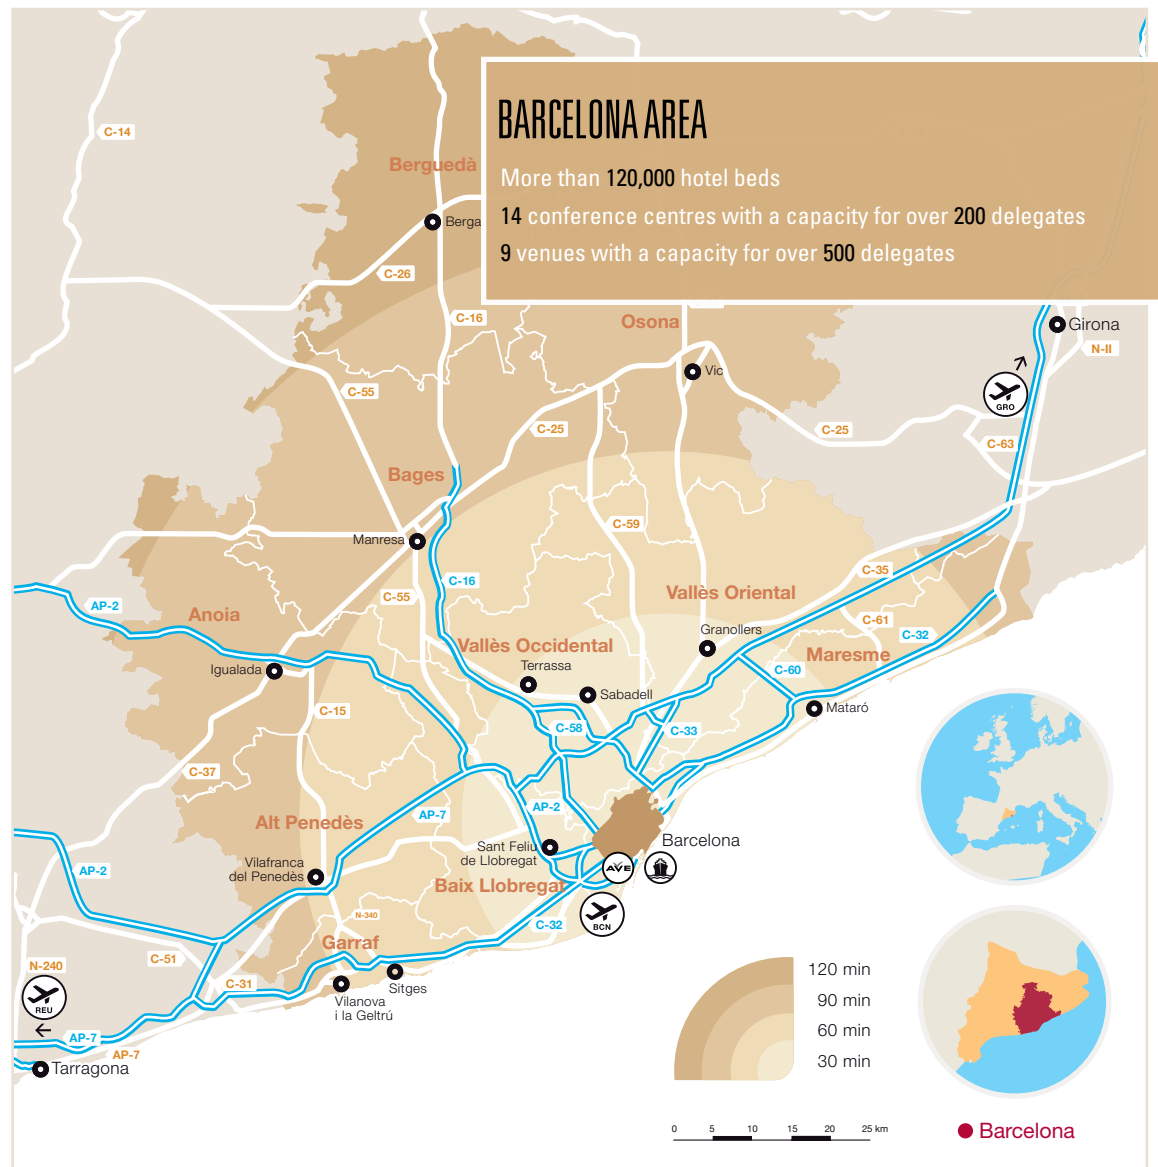 BARCELONA AREA
More than 120,000 hotel beds
14 conference centres with a capacity for over 200 delegates
9 venues with a capacity for over 500 delegates
C-14
Berguedà
Berga
C-26
C-16
Osona
Girona
N-II
Vic
GRO
C-55
C-25
C-25
C-63
Bages
C-59
Manresa
C-16
C-35
C-55
Vallès Oriental
AP-2
Anoia
C-61
Granollers
C-32
Vallès Occidental
Maresme
Terrassa
Igualada
C-60
Sabadell
Mataró
C-15
C-58
C-33
C-37
AP-2
AP-7
Alt Penedès
Barcelona
Sant Feliu
de Llobregat
Vilafranca
del Penedès
AP-2
AVE
Baix Llobregat
N-340
C-32
BCN
Garraf
C-51
N-240
C-31
Sitges
Vilanova
i la Geltrú
REU
AP-7
AP-7
Tarragona
120 min
90 min
60 min
30 min
0 5 10 15 20 25 km
Barcelona